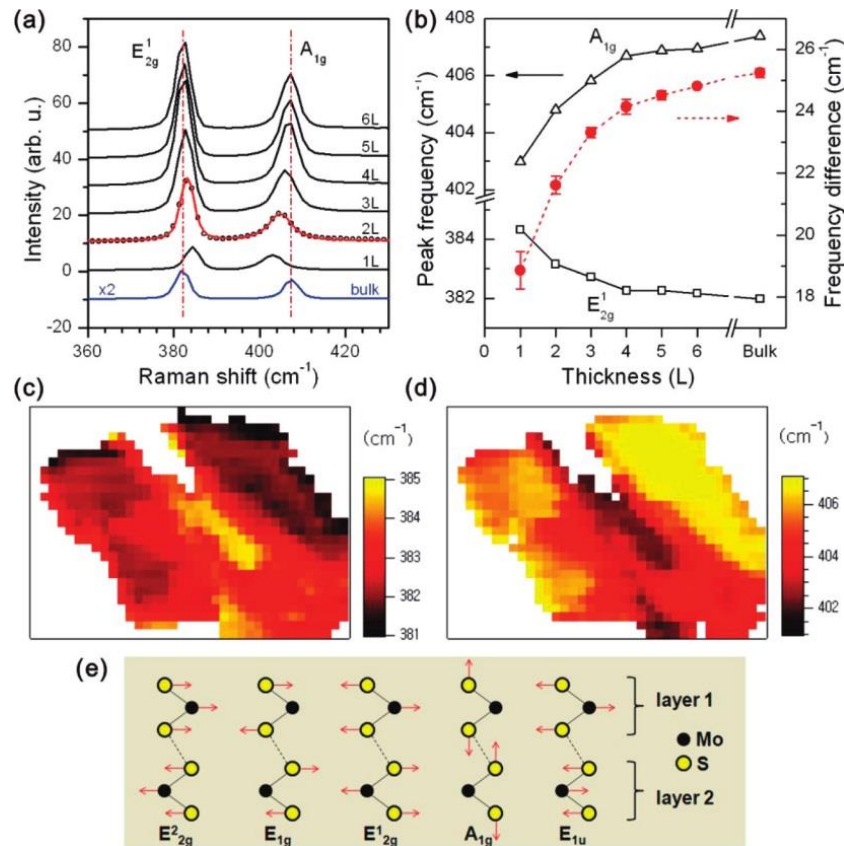 (a)
80
60
40
20
0
-20
Intensity (arb. u.)
E¹₂g
A₁g
6L
5L
4L
3L
2L
1L
x2
bulk
360
380
400
420
Raman shift (cm⁻¹)
(b)
408
406
404
402
384
382
Peak frequency (cm⁻¹)
A₁g
E¹₂g
26
24
22
20
18
Frequency difference (cm⁻¹)
0 1 2 3 4 5 6 Bulk
Thickness (L)
(c)
(cm⁻¹)
385
384
383
382
381
(d)
(cm⁻¹)
406
404
402
(e)
layer 1
Mo
S
layer 2
E²₂g E₁g E¹₂g A₁g E₁u